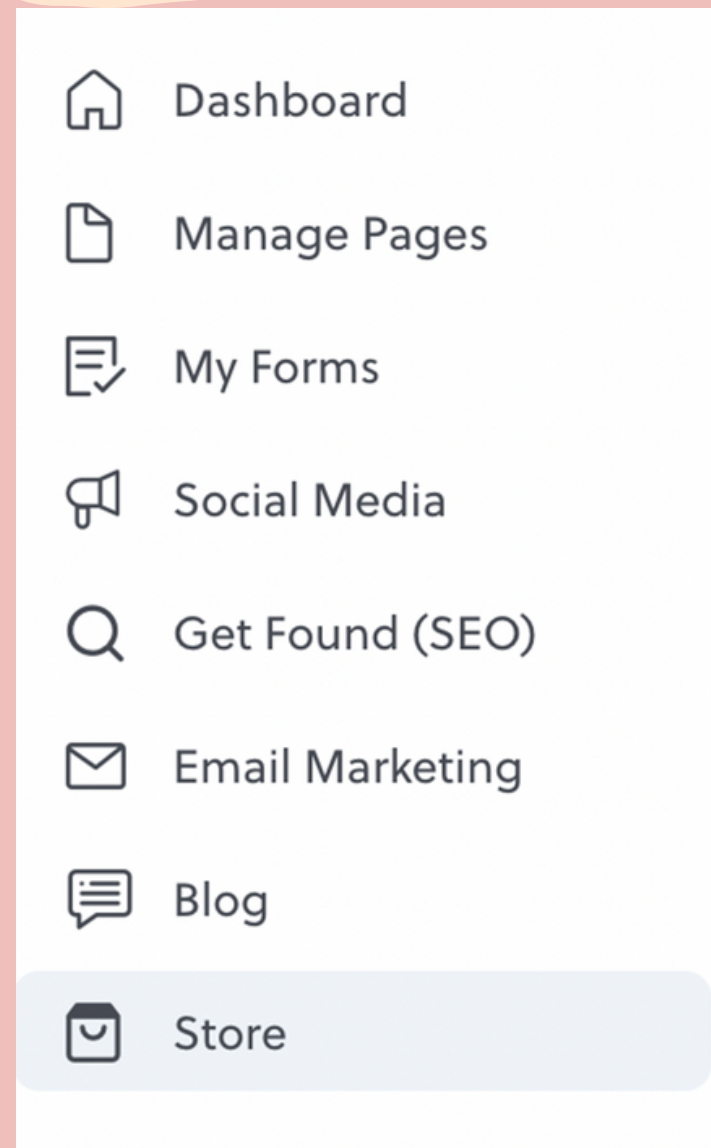 Dashboard
Manage Pages
My Forms
Social Media
Get Found (SEO)
Email Marketing
Blog
Store